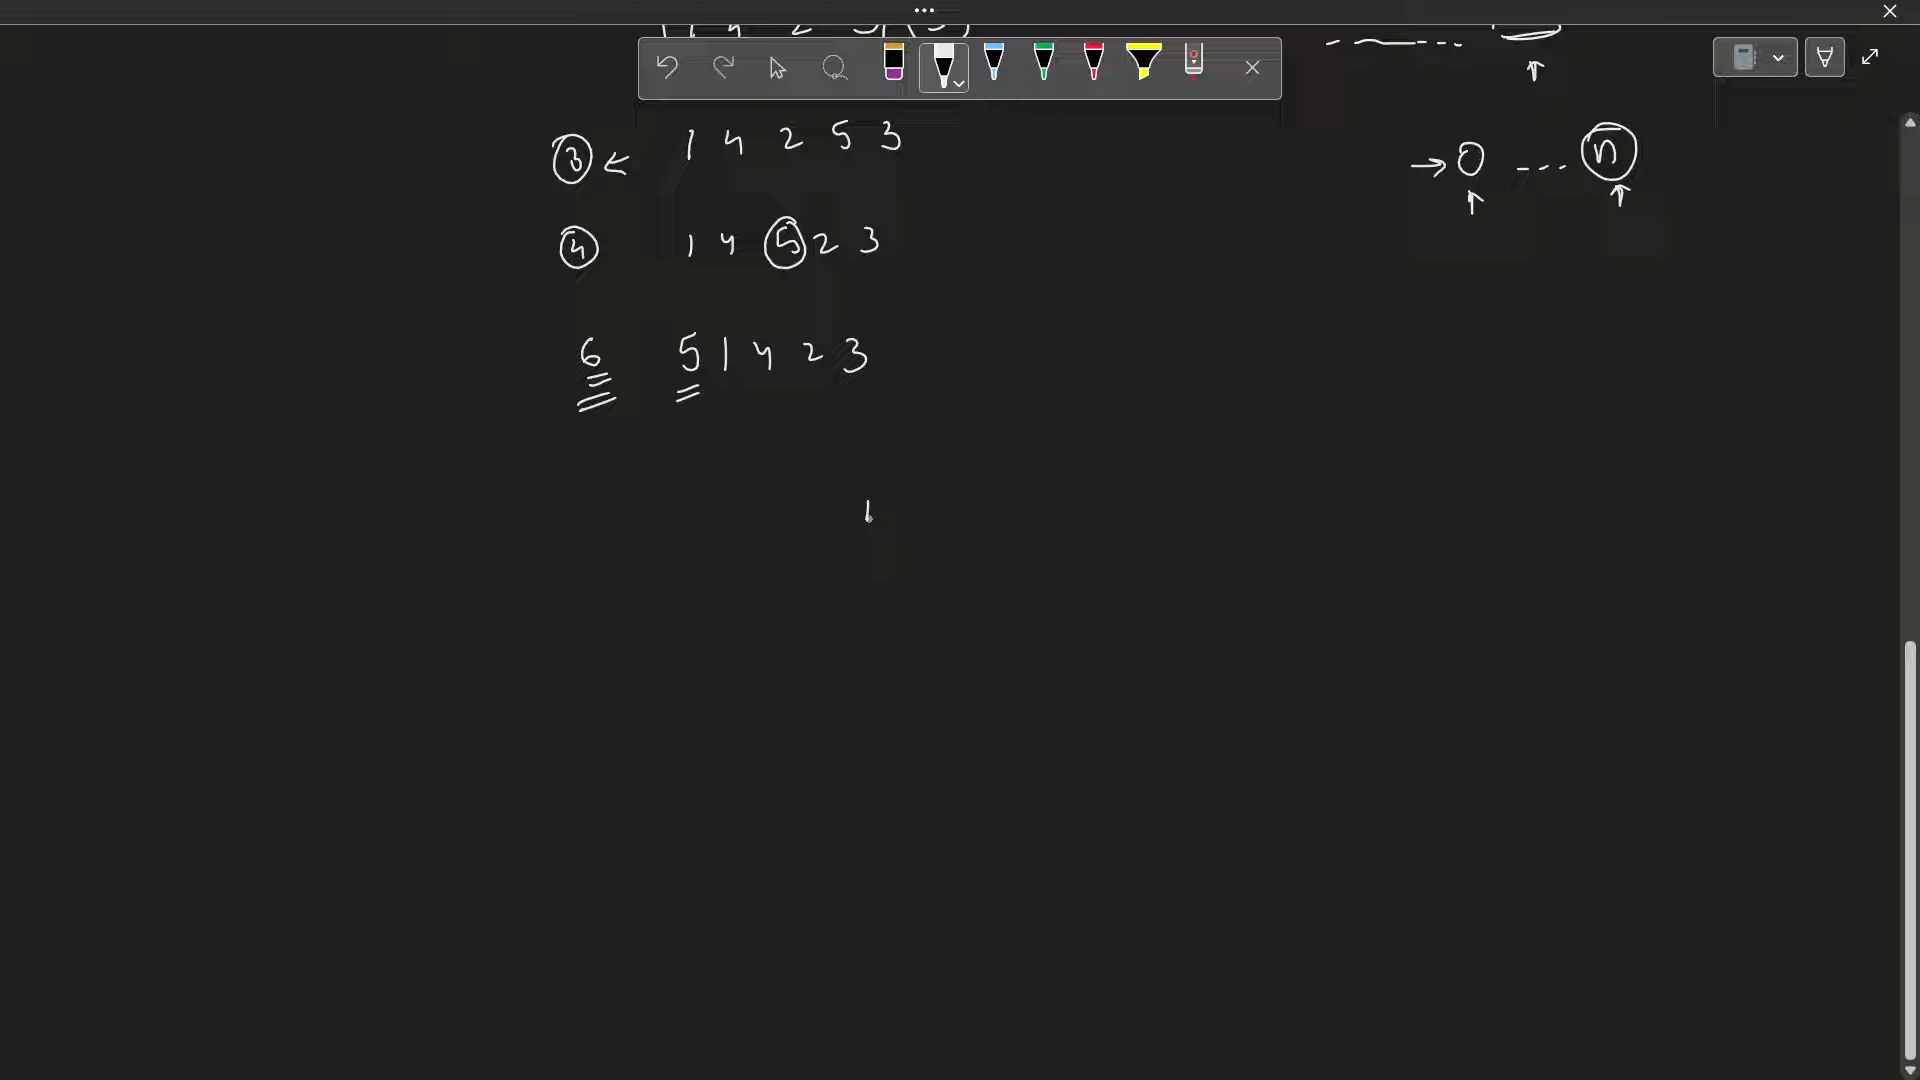 ③ ← 1 4 2 5 3
→ 0 ---- n
④ 1 4 5 2 3
6 5 1 4 2 3
1